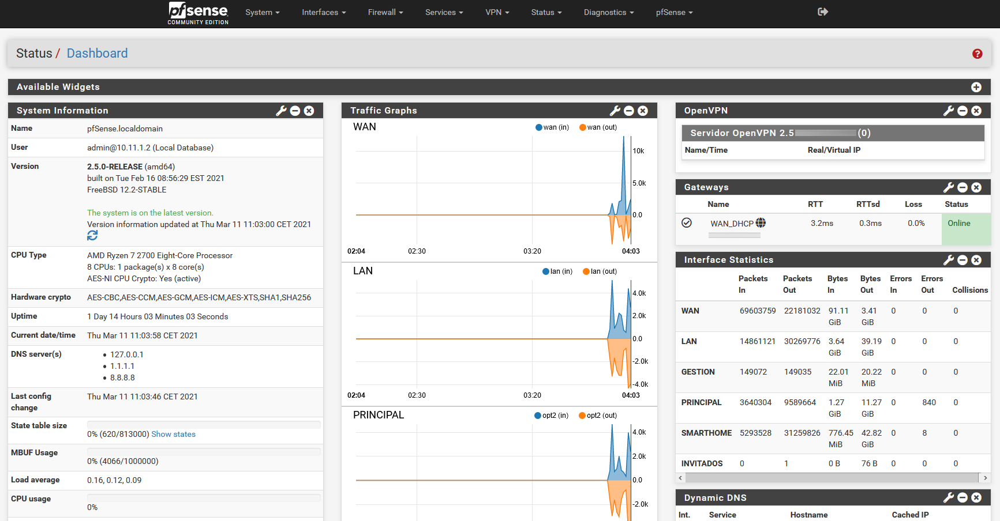 pfsense
COMMUNITY EDITION
System
Interfaces
Firewall
Services
VPN
Status
Diagnostics
pfSense
Status / Dashboard
Available Widgets
System Information
Name pfSense.localdomain
User admin@10.11.1.2 (Local Database)
Version 2.5.0-RELEASE (amd64)
built on Tue Feb 16 08:56:29 EST 2021
FreeBSD 12.2-STABLE
The system is on the latest version.
Version information updated at Thu Mar 11 11:03:00 CET 2021
CPU Type AMD Ryzen 7 2700 Eight-Core Processor
8 CPUs: 1 package(s) x 8 core(s)
AES-NI CPU Crypto: Yes (active)
Hardware crypto AES-CBC,AES-CCM,AES-GCM,AES-ICM,AES-XTS,SHA1,SHA256
Uptime 1 Day 14 Hours 03 Minutes 03 Seconds
Current date/time Thu Mar 11 11:03:58 CET 2021
DNS server(s)
• 127.0.0.1
• 1.1.1.1
• 8.8.8.8
Last config change Thu Mar 11 11:03:46 CET 2021
State table size
0% (620/813000) Show states
MBUF Usage
0% (4066/1000000)
Load average 0.16, 0.12, 0.09
CPU usage
0%
Traffic Graphs
WAN wan (in) wan (out)
10k
5.0k
0.0
02:04 02:30 03:20 04:03
LAN lan (in) lan (out)
4.0k
2.0k
0.0
-2.0k
-4.0k
02:04 02:30 03:20 04:03
PRINCIPAL opt2 (in) opt2 (out)
4.0k
2.0k
0.0
-2.0k
OpenVPN
Servidor OpenVPN 2.5 (0)
Name/Time Real/Virtual IP
Gateways
Name RTT RTTsd Loss Status
WAN_DHCP 3.2ms 0.3ms 0.0% Online
Interface Statistics
Packets In Packets Out Bytes In Bytes Out Errors In Errors Out Collisions
WAN 69603759 22181032 91.11 GiB 3.41 GiB 0 0 0
LAN 14861121 30269776 3.64 GiB 39.19 GiB 0 0 0
GESTION 149072 149035 22.01 MiB 20.22 MiB 0 0 0
PRINCIPAL 3640304 9589664 1.27 GiB 11.27 GiB 0 840 0
SMARTHOME 5293528 31259826 776.45 MiB 42.82 GiB 0 8 0
INVITADOS 0 1 0 B 76 B 0 0 0
Dynamic DNS
Int. Service Hostname Cached IP